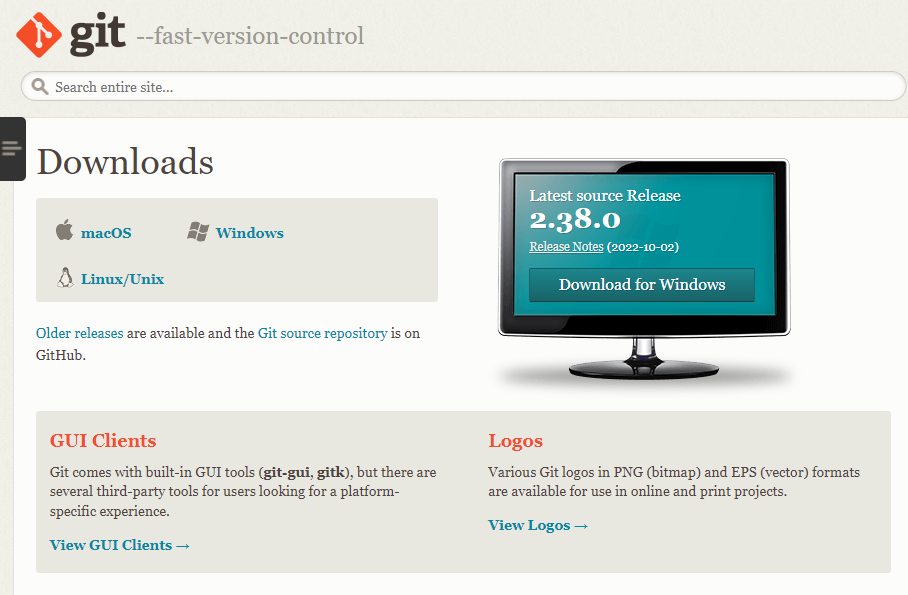 git --fast-version-control
Search entire site...
Downloads
macOS
Windows
Linux/Unix
Older releases are available and the Git source repository is on
GitHub.
Latest source Release
2.38.0
Release Notes (2022-10-02)
Download for Windows
GUI Clients
Git comes with built-in GUI tools (git-gui, gitk), but there are
several third-party tools for users looking for a platform-
specific experience.
View GUI Clients →
Logos
Various Git logos in PNG (bitmap) and EPS (vector) formats
are available for use in online and print projects.
View Logos →